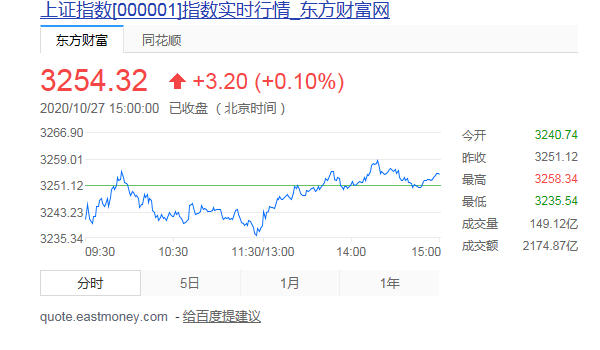 上证指数[000001]指数实时行情_东方财富网
东方财富 同花顺
3254.32 +3.20 (+0.10%)
2020/10/27 15:00:00 已收盘 （北京时间）
3266.90
3259.01
3251.12
3243.23
3235.34
09:30 10:30 11:30/13:00 14:00 15:00
今开 3240.74
昨收 3251.12
最高 3258.34
最低 3235.54
成交量 149.12亿
成交额 2174.87亿
分时 5日 1月 1年
quote.eastmoney.com - 给百度提建议